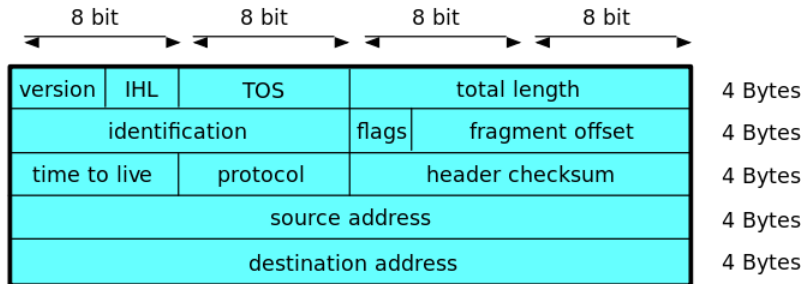 8 bit 8 bit 8 bit 8 bit
version IHL TOS total length 4 Bytes
identification flags fragment offset 4 Bytes
time to live protocol header checksum 4 Bytes
source address 4 Bytes
destination address 4 Bytes